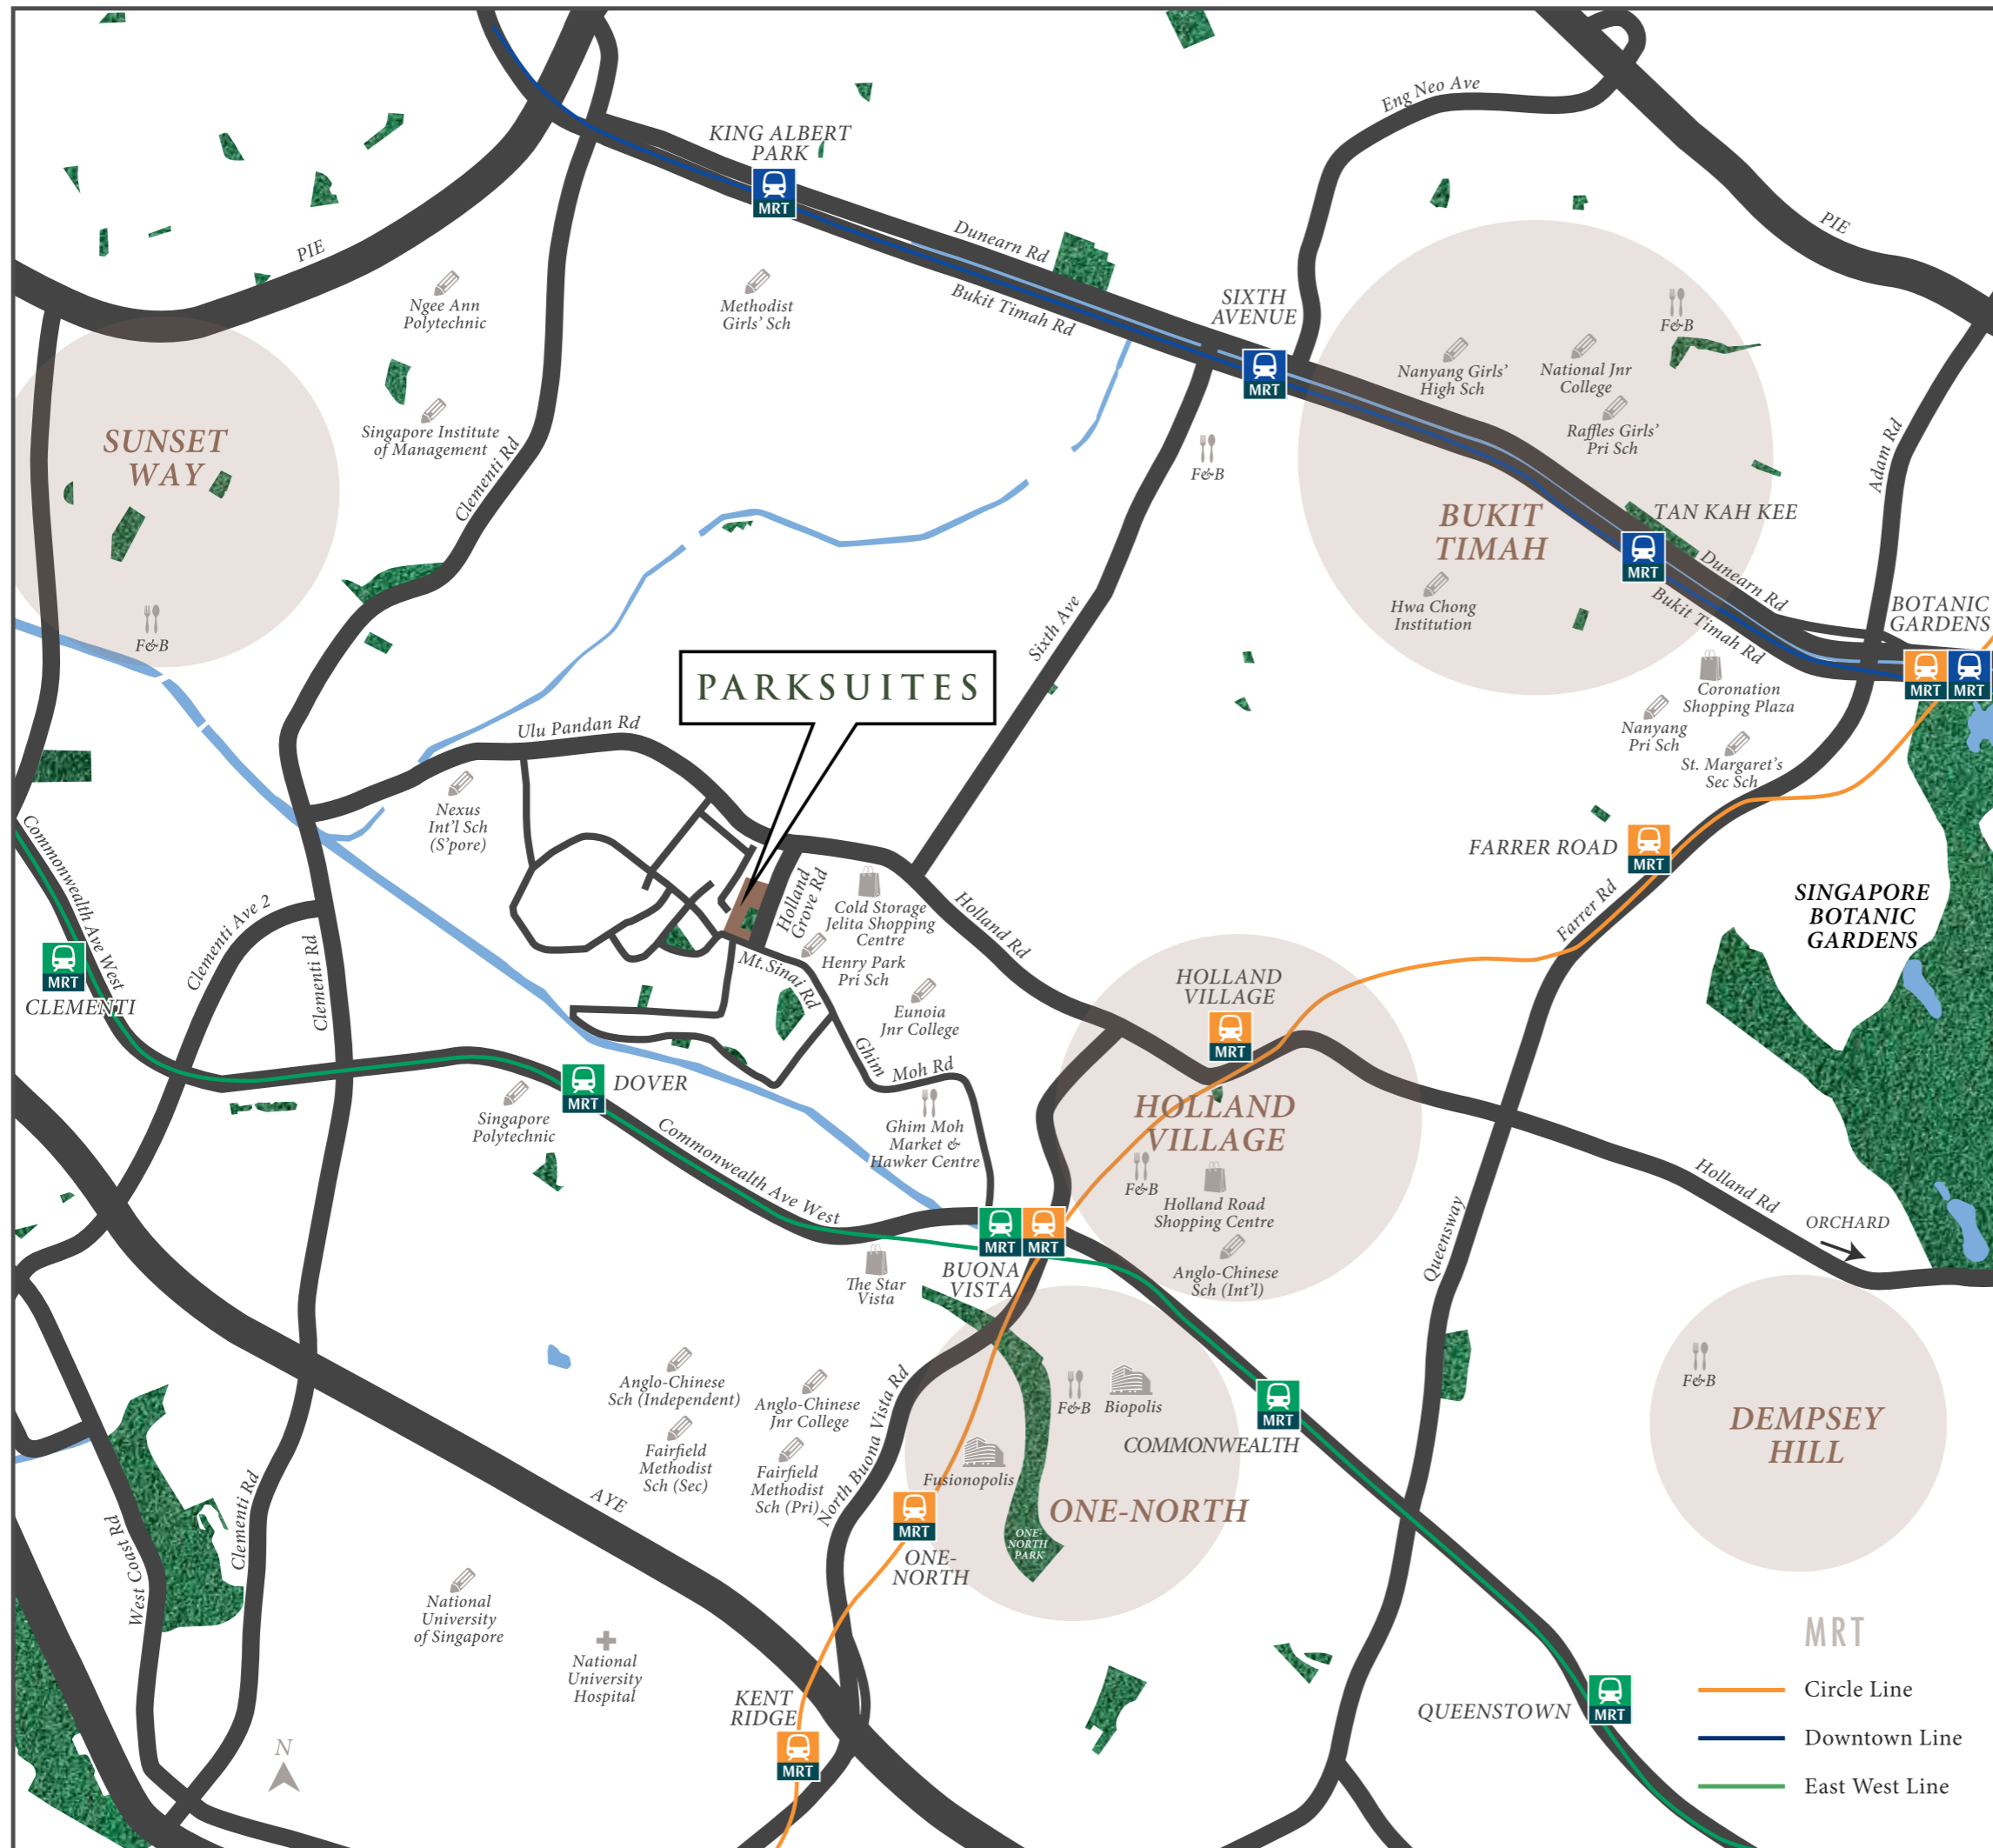 KING ALBERT
PARK
MRT
Eng Neo Ave
PIE
PIE
Dunearn Rd
Bukit Timah Rd
Ngee Ann
Polytechnic
Methodist
Girls' Sch
SIXTH
AVENUE
MRT
F&B
Nanyang Girls'
High Sch
National Jnr
College
Raffles Girls'
Pri Sch
SUNSET
WAY
Singapore Institute
of Management
Clementi Rd
F&B
Adam Rd
BUKIT
TIMAH
TAN KAH KEE
MRT
Dunearn Rd
Bukit Timah Rd
Hwa Chong
Institution
BOTANIC
GARDENS
MRT
MRT
F&B
Sixth Ave
PARKSUITES
Coronation
Shopping Plaza
Nanyang
Pri Sch
St. Margaret's
Sec Sch
Ulu Pandan Rd
Nexus
Int'l Sch
(S'pore)
Commonwealth Ave West
Clementi Ave 2
Clementi Rd
MRT
CLEMENTI
Holland
Grove Rd
Cold Storage
Jelita Shopping
Centre
Henry Park
Pri Sch
Mt.Sinai Rd
Eunoia
Jnr College
Holland Rd
FARRER ROAD
MRT
Farrer Rd
SINGAPORE
BOTANIC
GARDENS
HOLLAND
VILLAGE
MRT
Ghim
Moh Rd
MRT
DOVER
Singapore
Polytechnic
Ghim Moh
Market &
Hawker Centre
HOLLAND
VILLAGE
F&B
Holland Road
Shopping Centre
Anglo-Chinese
Sch (Int'l)
Commonwealth Ave West
MRT
MRT
BUONA
VISTA
The Star
Vista
Queensway
Holland Rd
ORCHARD
F&B
DEMPSEY
HILL
Anglo-Chinese
Sch (Independent)
Anglo-Chinese
Jnr College
Fairfield
Methodist
Sch (Sec)
Fairfield
Methodist
Sch (Pri)
North Buona Vista Rd
F&B
Biopolis
Fusionopolis
MRT
COMMONWEALTH
ONE-NORTH
ONE-
NORTH
PARK
MRT
ONE-
NORTH
AYE
West Coast Rd
Clementi Rd
National
University
of Singapore
National
University
Hospital
KENT
RIDGE
MRT
QUEENSTOWN
MRT
N
MRT
Circle Line
Downtown Line
East West Line